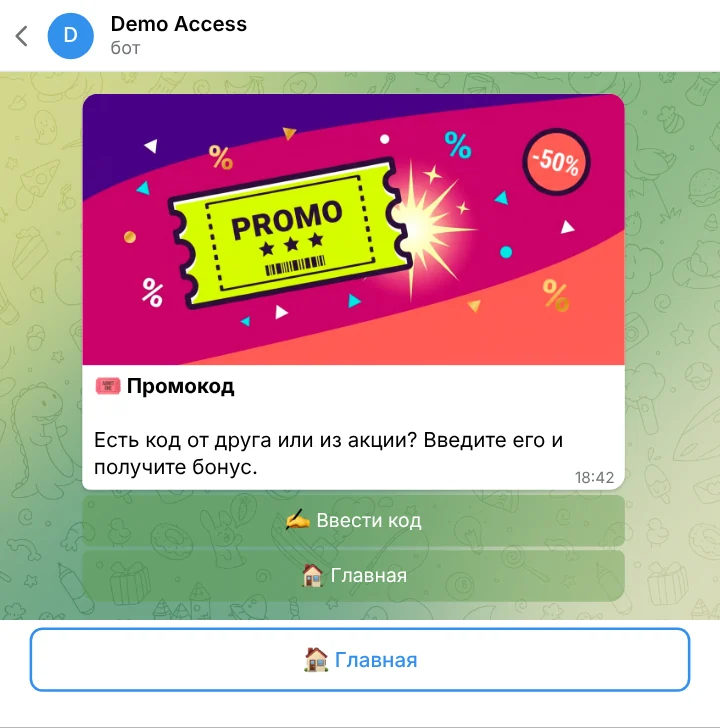 D
Demo Access
бот
%
%
-50%
PROMO
%
%
🎟️ Промокод
Есть код от друга или из акции? Введите его и
получите бонус.
18:42
✍️ Ввести код
🏠 Главная
🏠 Главная